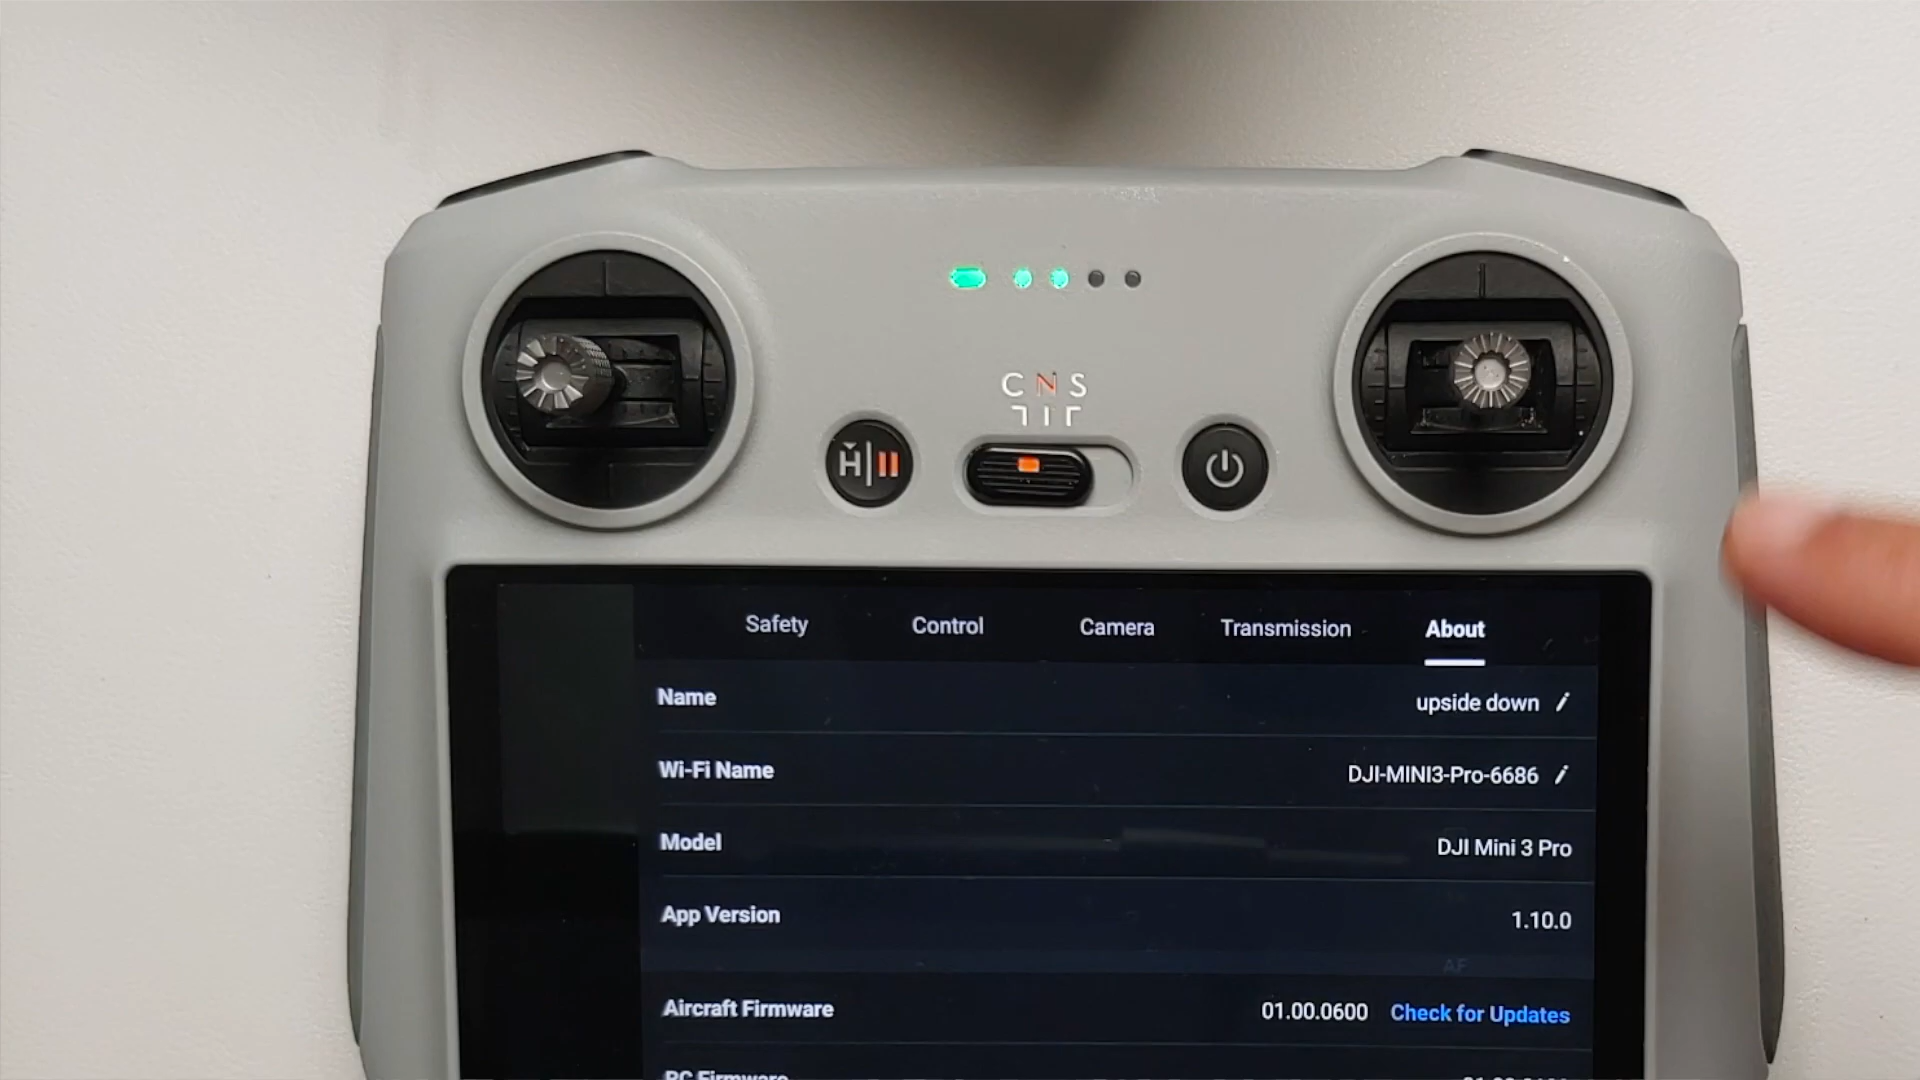 C N S
H
Safety Control Camera Transmission About
Name upside down
Wi-Fi Name DJI-MINI3-Pro-6686
Model DJI Mini 3 Pro
App Version 1.10.0
AF
Aircraft Firmware 01.00.0600 Check for Updates
RC Firmware